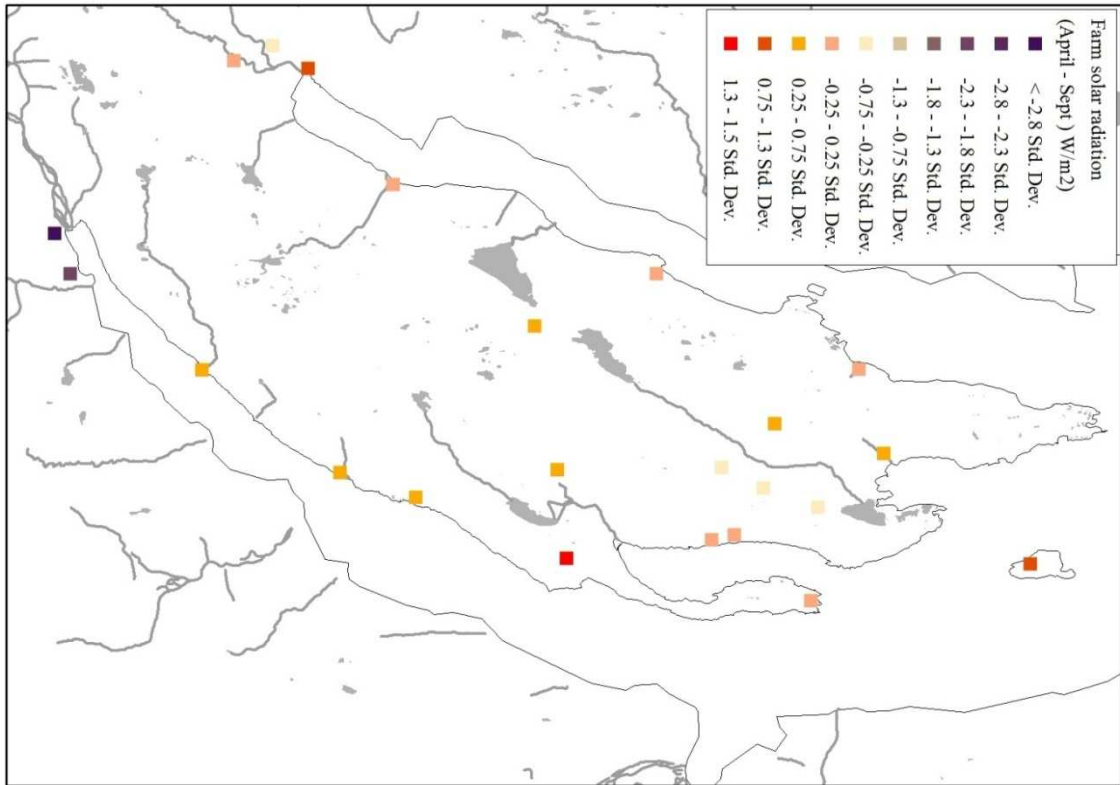 Farm solar radiation
(April - Sept ) W/m2)
< -2.8 Std. Dev.
-2.8 - -2.3 Std. Dev.
-2.3 - -1.8 Std. Dev.
-1.8 - -1.3 Std. Dev.
-1.3 - -0.75 Std. Dev.
-0.75 - -0.25 Std. Dev.
-0.25 - 0.25 Std. Dev.
0.25 - 0.75 Std. Dev.
0.75 - 1.3 Std. Dev.
1.3 - 1.5 Std. Dev.